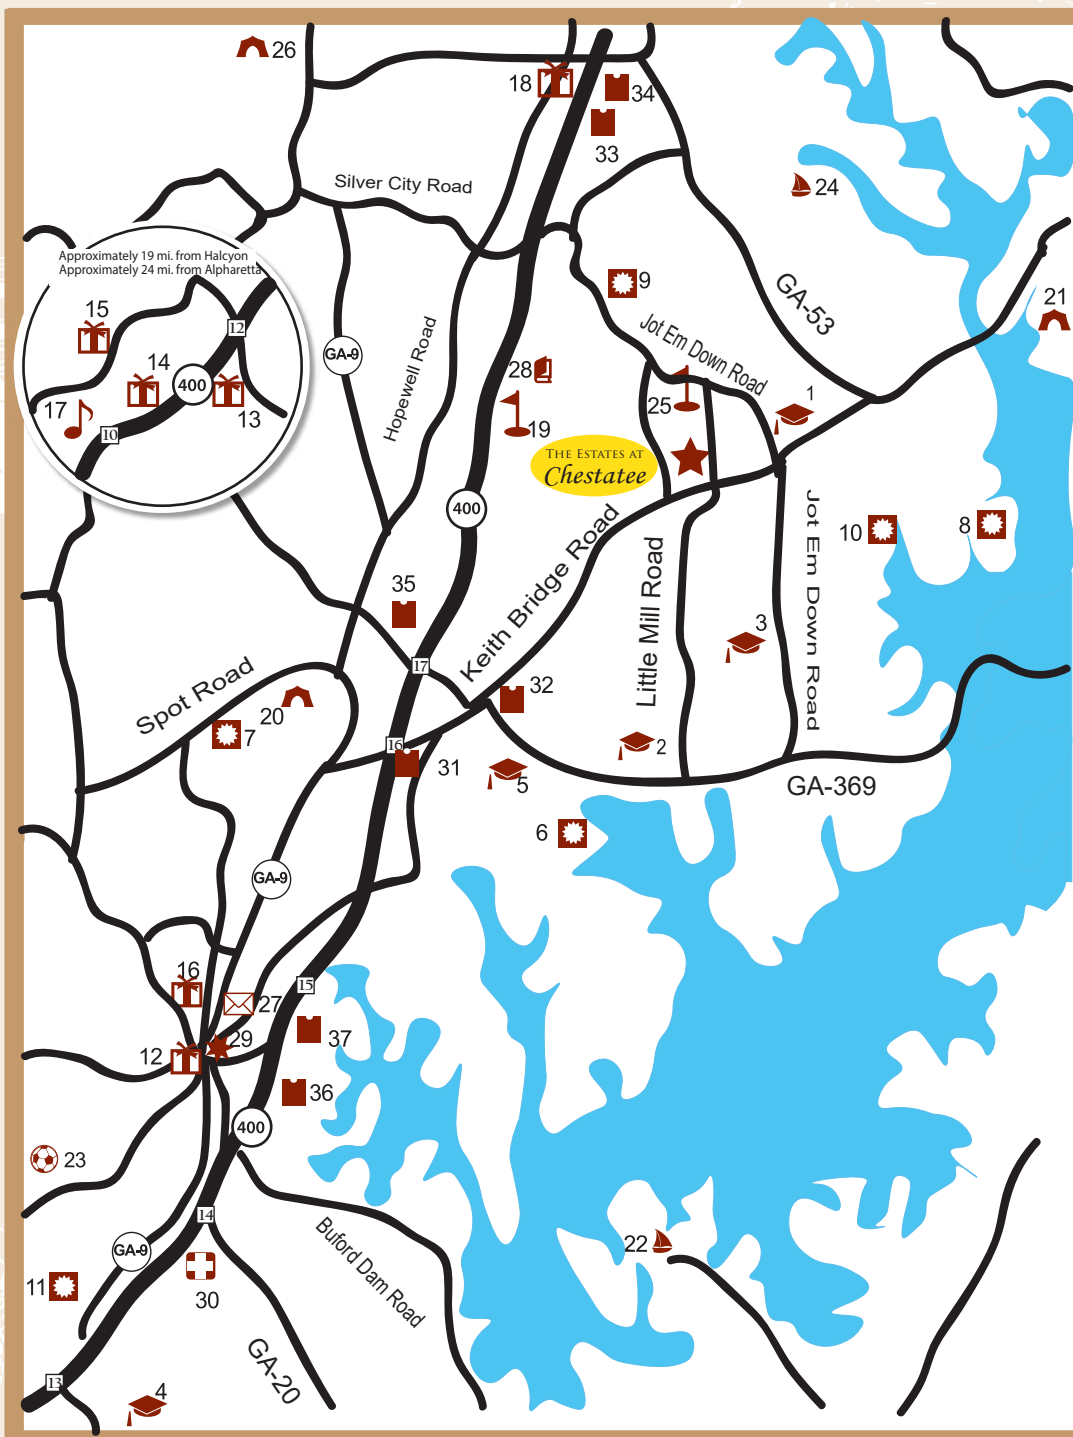 26
18
34
33
Silver City Road
24
Approximately 19 mi. from Halcyon
Approximately 24 mi. from Alpharetta
9
GA-53
21
15
12
Jot Em Down Road
GA-9
Hopewell Road
14
28
400
25
1
17
13
19
10
THE ESTATES AT
Chestatee
400
Keith Bridge Road
Jot Em Down Road
10
8
Little Mill Road
35
3
17
32
Spot Road
20
7
16
2
31
5
GA-369
6
GA-9
16
15
27
29
37
12
36
400
23
14
Buford Dam Road
22
GA-9
11
30
GA-20
13
4